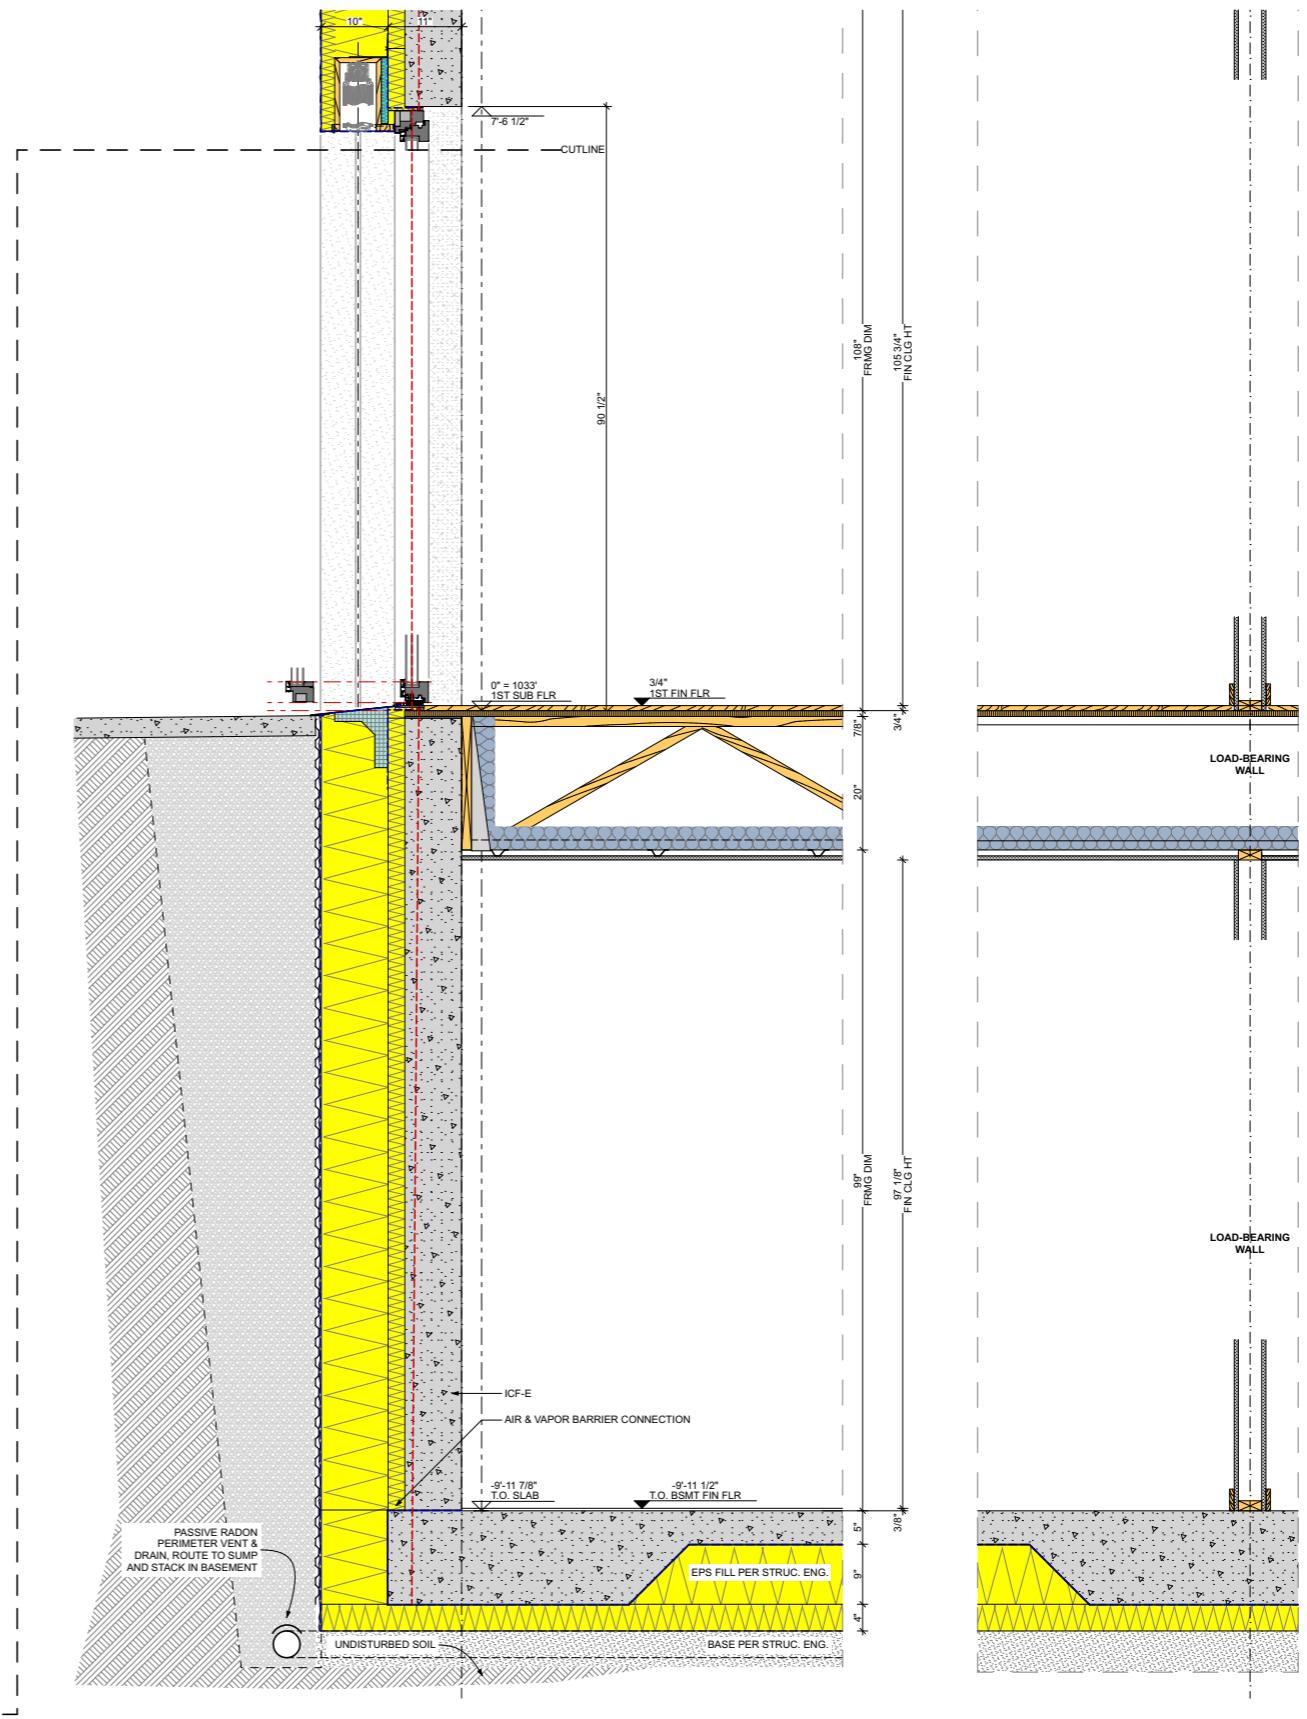 10"
11"
7'-6 1/2"
CUTLINE
108"
FRMG DIM
105 3/4"
FIN CLG HT
90 1/2"
0" = 1033'
1ST SUB FLR
3/4"
1ST FIN FLR
7/8"
3/4"
LOAD-BEARING
WALL
20"
99"
FRMG DIM
97 1/8"
FIN CLG HT
LOAD-BEARING
WALL
ICF-E
AIR & VAPOR BARRIER CONNECTION
-9'-11 7/8"
T.O. SLAB
-9'-11 1/2"
T.O. BSMT FIN FLR
5"
3/8"
PASSIVE RADON
PERIMETER VENT &
DRAIN, ROUTE TO SUMP
AND STACK IN BASEMENT
EPS FILL PER STRUC. ENG.
9"
4"
UNDISTURBED SOIL
BASE PER STRUC. ENG.